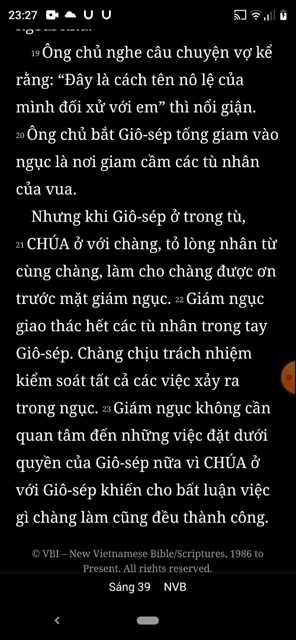 23:27
19 Ông chủ nghe câu chuyện vợ kể
rằng: “Đây là cách tên nô lệ của
mình đối xử với em” thì nổi giận.
20 Ông chủ bắt Giô-sép tống giam vào
ngục là nơi giam cầm các tù nhân
của vua.
Nhưng khi Giô-sép ở trong tù,
21 CHÚA ở với chàng, tỏ lòng nhân từ
cùng chàng, làm cho chàng được ơn
trước mặt giám ngục. 22 Giám ngục
giao thác hết các tù nhân trong tay
Giô-sép. Chàng chịu trách nhiệm
kiểm soát tất cả các việc xảy ra
trong ngục. 23 Giám ngục không cần
quan tâm đến những việc đặt dưới
quyền của Giô-sép nữa vì CHÚA ở
với Giô-sép khiến cho bất luận việc
gì chàng làm cũng đều thành công.
© VBI – New Vietnamese Bible/Scriptures, 1986 to
Present. All rights reserved.
Sáng 39 NVB